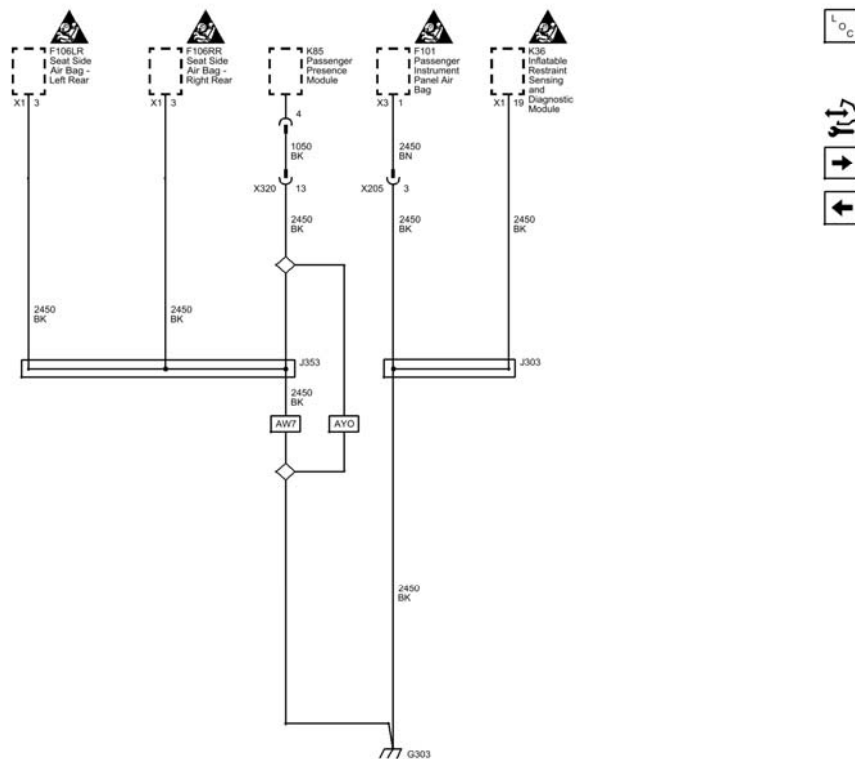 F106LR
Seat Side
Air Bag -
Left Rear
X1 3
F106RR
Seat Side
Air Bag -
Right Rear
X1 3
K85
Passenger
Presence
Module
4
1050
BK
X320 13
2450
BK
F101
Passenger
Instrument
Panel Air
Bag
X3 1
2450
BN
X205 3
2450
BK
K36
Inflatable
Restraint
Sensing
and
Diagnostic
Module
X1 19
2450
BK
2450
BK
2450
BK
J353
J303
2450
BK
AW7
AYO
2450
BK
G303
LOC